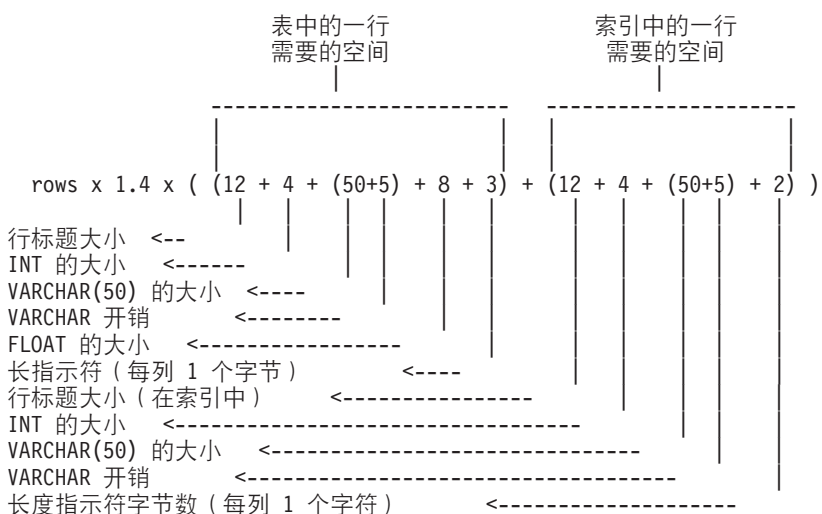 表中的一行 索引中的一行
需要的空间 需要的空间
rows x 1.4 x ( (12 + 4 + (50+5) + 8 + 3) + (12 + 4 + (50+5) + 2) )
行标题大小 <--
INT 的大小 <------
VARCHAR(50) 的大小 <----
VARCHAR 开销 <--------
FLOAT 的大小 <-----------------
长指示符（每列 1 个字节） <----
行标题大小（在索引中） <-----------------
INT 的大小 <----------------------------------
VARCHAR(50) 的大小 <-------------------------------
VARCHAR 开销 <------------------------------------
长度指示符字节数（每列 1 个字符） <--------------------